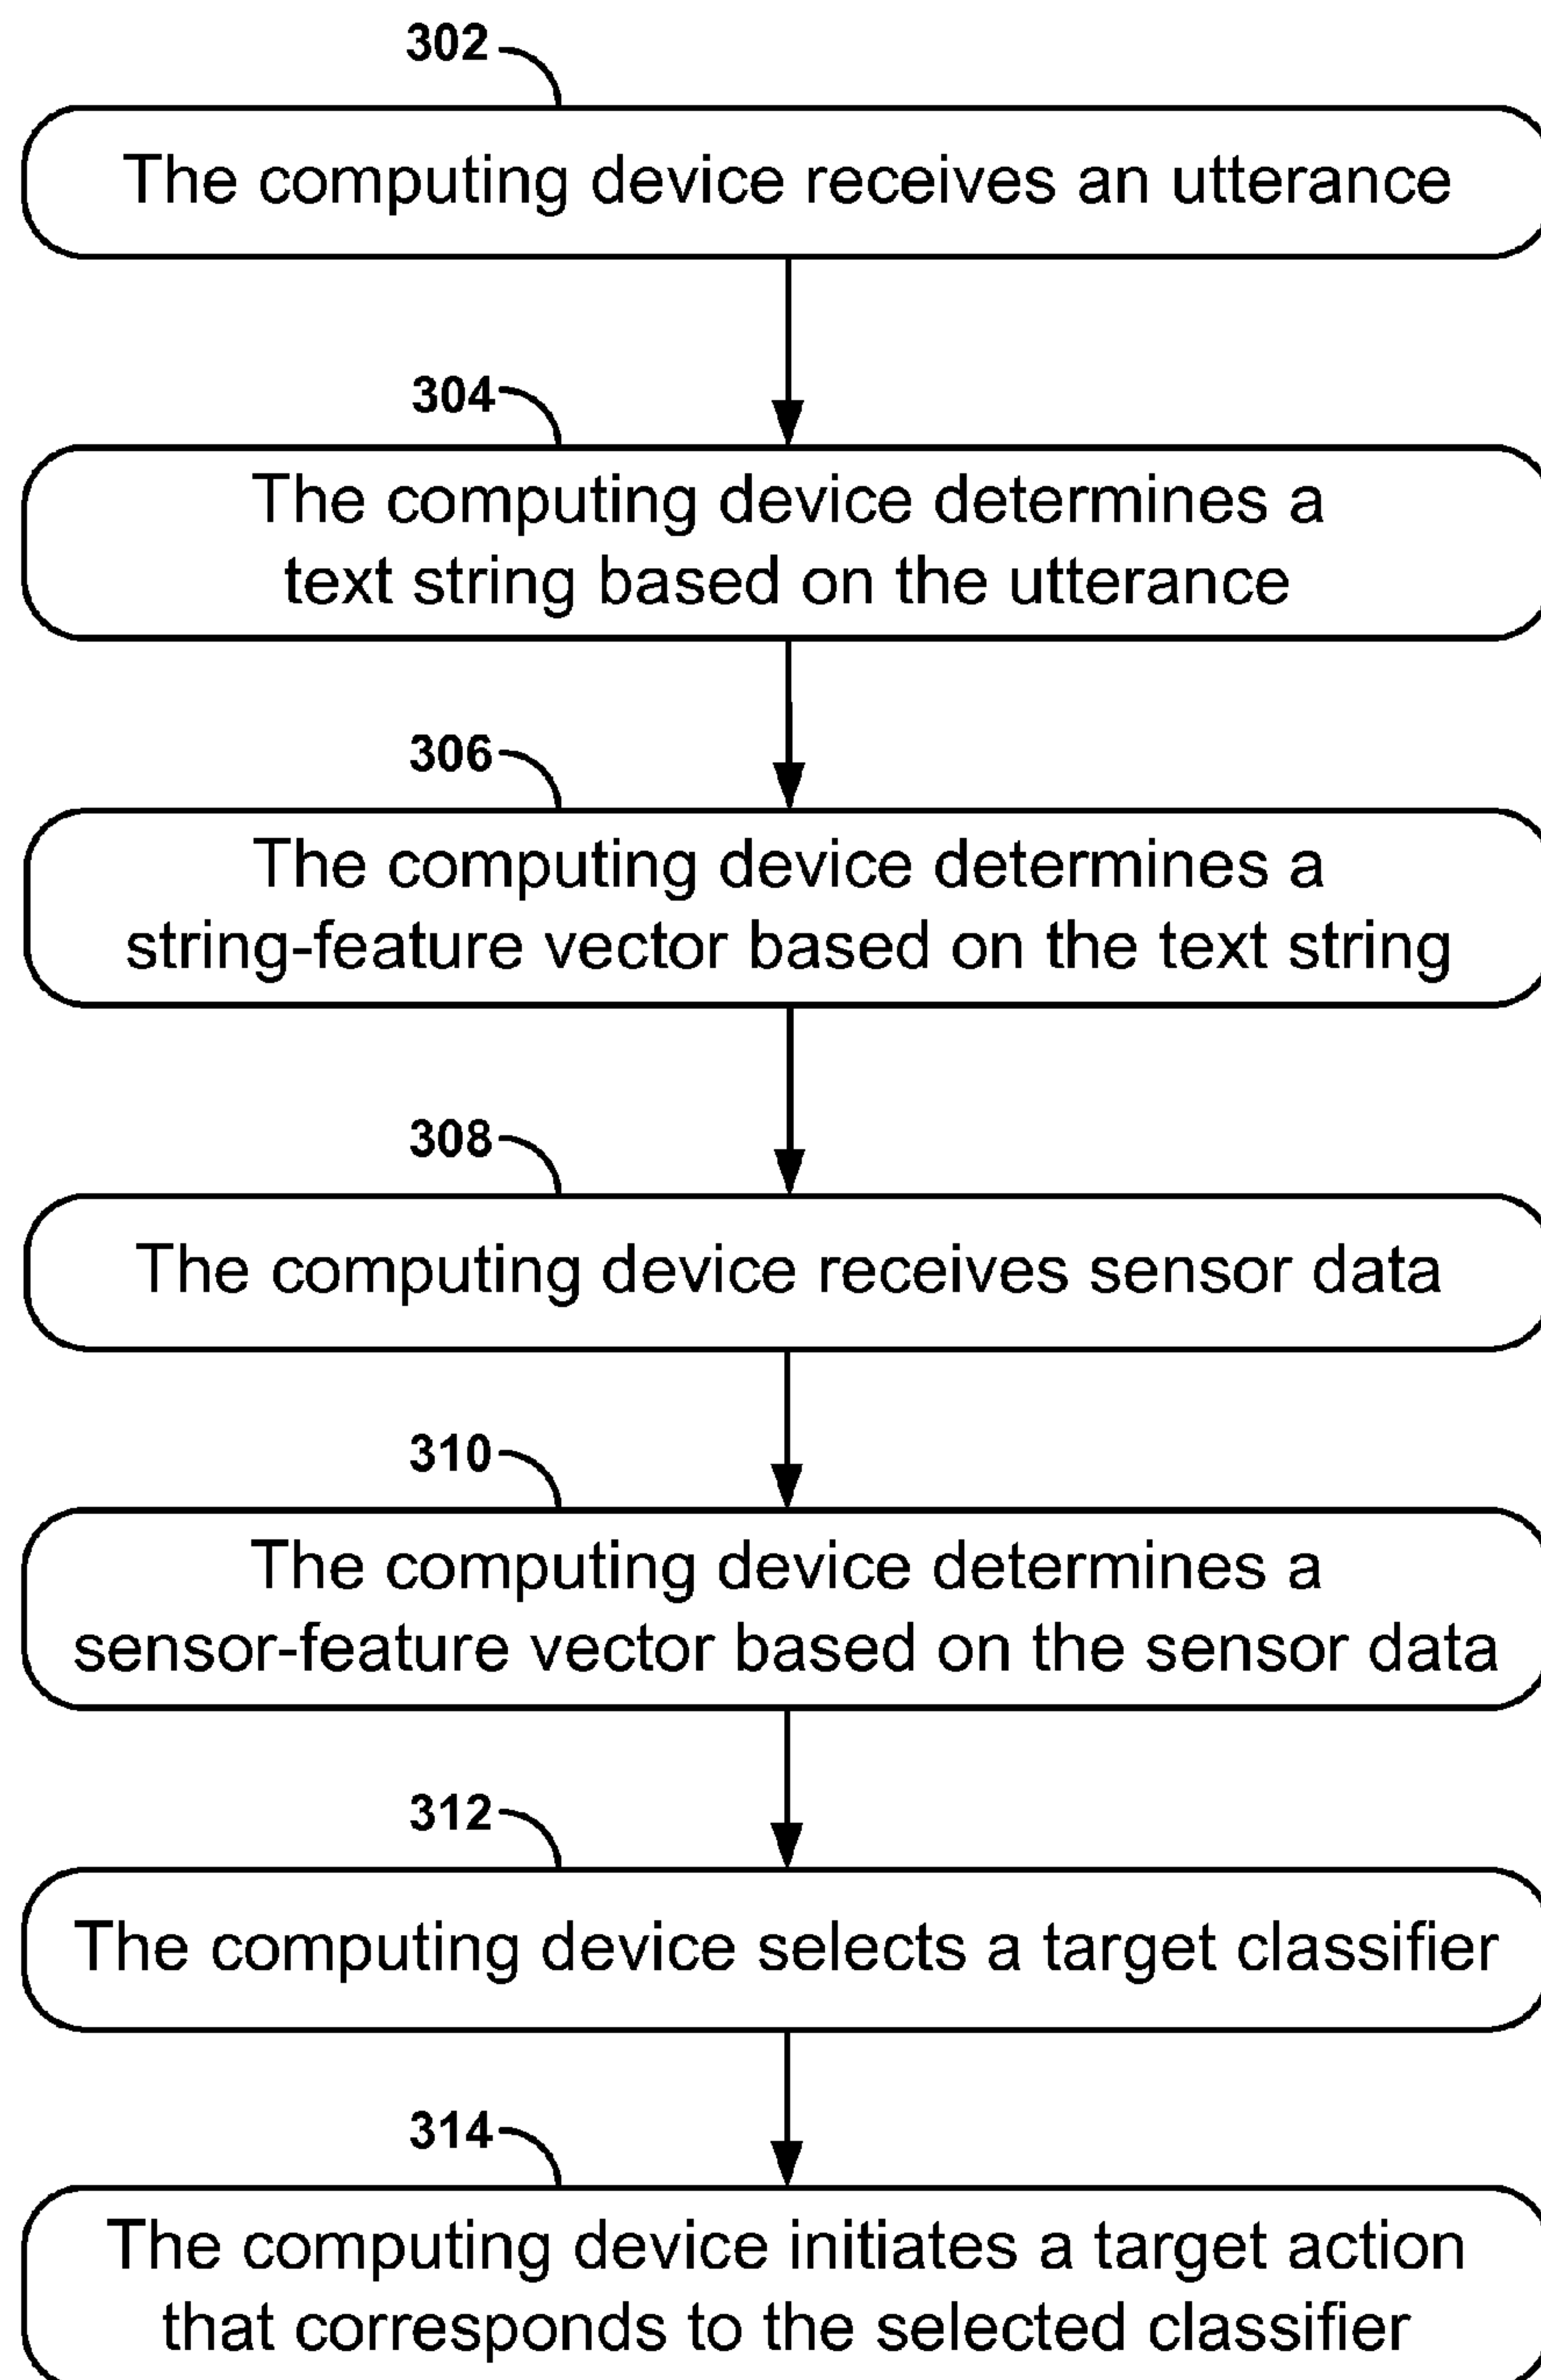 302
The computing device receives an utterance
304
The computing device determines a
text string based on the utterance
306
The computing device determines a
string-feature vector based on the text string
308
The computing device receives sensor data
310
The computing device determines a
sensor-feature vector based on the sensor data
312
The computing device selects a target classifier
314
The computing device initiates a target action
that corresponds to the selected classifier